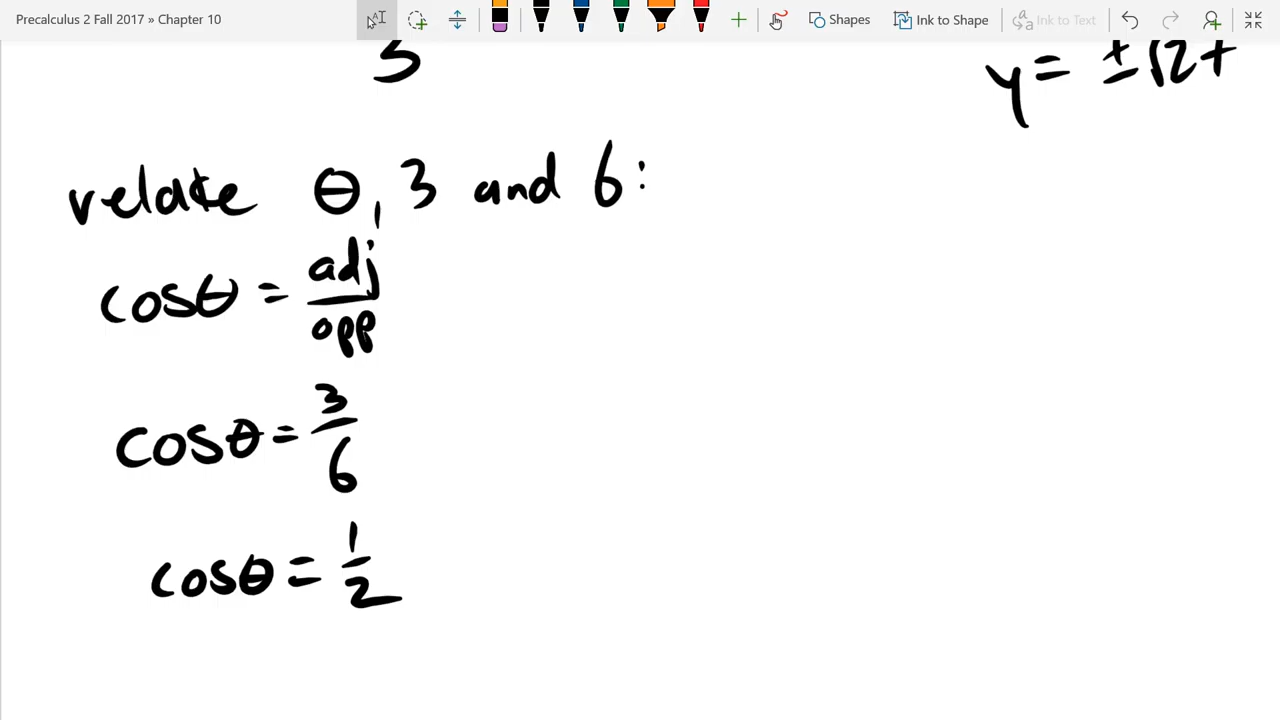 Precalculus 2 Fall 2017 » Chapter 10
Shapes
Ink to Shape
Ink to Text
3
y = ±√2+
relate θ, 3 and 6:
cosθ = adj/opp
cosθ = 3/6
cosθ = 1/2